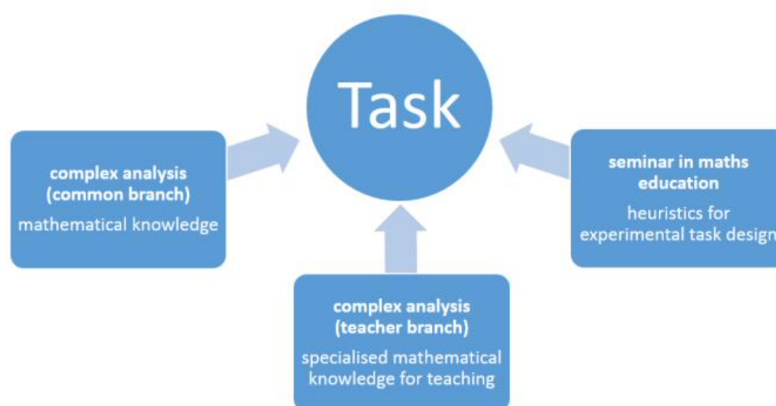 Task
complex analysis
(common branch)
mathematical knowledge
seminar in maths
education
heuristics for
experimental task design
complex analysis
(teacher branch)
specialised mathematical
knowledge for teaching